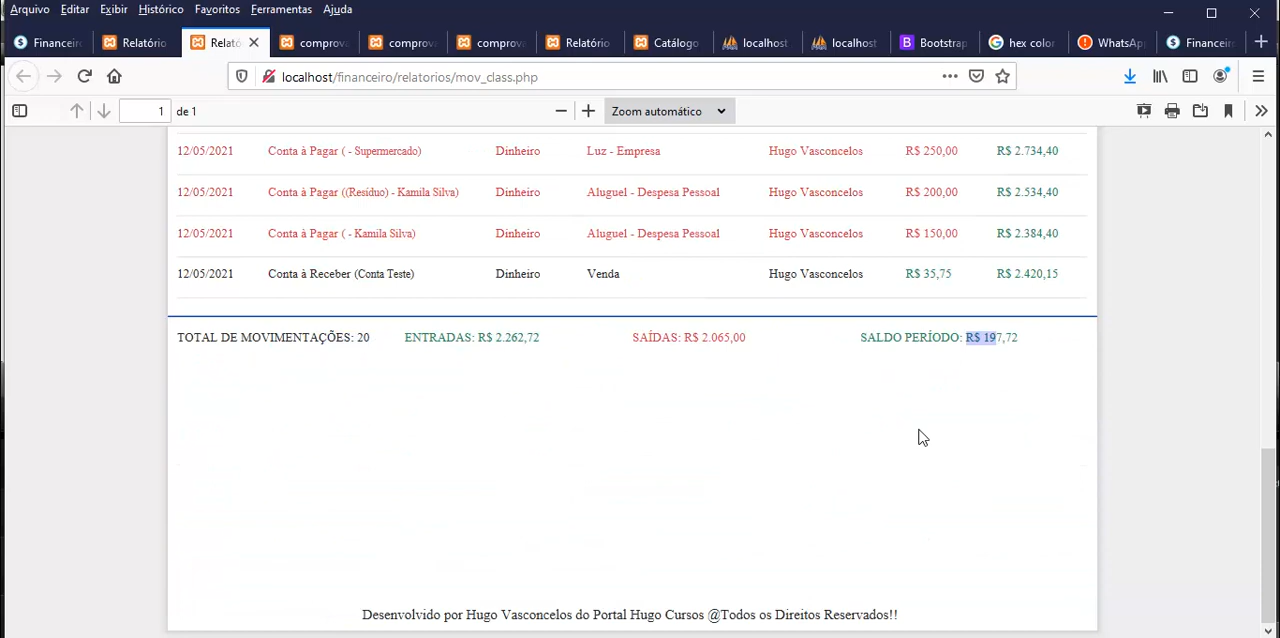 Arquivo Editar Exibir Histórico Favoritos Ferramentas Ajuda
Financeir Relatório Relató comprova comprov comprova Relatório Catálogo localhost localhost Bootstrap hex color WhatsApp Financeir
localhost/financeiro/relatorios/mov_class.php
1 de 1 Zoom automático
12/05/2021 Conta à Pagar ( - Supermercado) Dinheiro Luz - Empresa Hugo Vasconcelos R$ 250,00 R$ 2.734,40
12/05/2021 Conta à Pagar ((Resíduo) - Kamila Silva) Dinheiro Aluguel - Despesa Pessoal Hugo Vasconcelos R$ 200,00 R$ 2.534,40
12/05/2021 Conta à Pagar ( - Kamila Silva) Dinheiro Aluguel - Despesa Pessoal Hugo Vasconcelos R$ 150,00 R$ 2.384,40
12/05/2021 Conta à Receber (Conta Teste) Dinheiro Venda Hugo Vasconcelos R$ 35,75 R$ 2.420,15
TOTAL DE MOVIMENTAÇÕES: 20 ENTRADAS: R$ 2.262,72 SAÍDAS: R$ 2.065,00 SALDO PERÍODO: R$ 197,72
Desenvolvido por Hugo Vasconcelos do Portal Hugo Cursos @Todos os Direitos Reservados!!